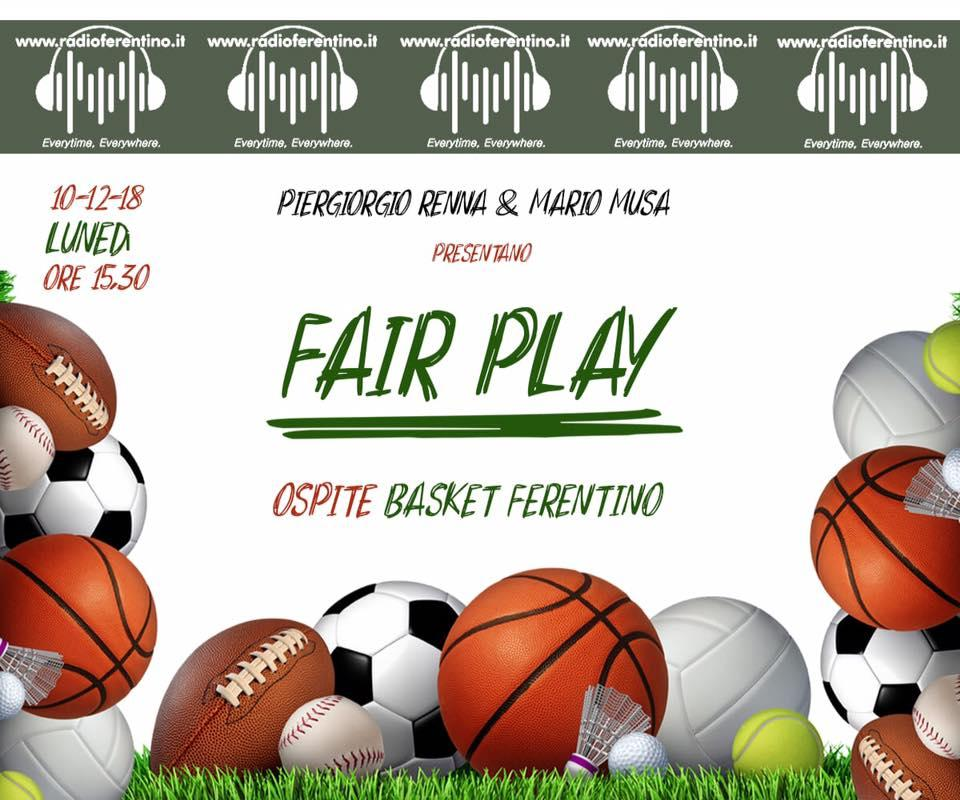 www.radioferentino.it www.radioferentino.it www.radioferentino.it www.radioferentino.it www.radioferentino.it
Everytime, Everywhere. Everytime, Everywhere. Everytime, Everywhere. Everytime, Everywhere. Everytime, Everywhere.
10-12-18
LUNEDì
ORE 15,30
PIERGIORGIO RENNA & MARIO MUSA
PRESENTANO
FAIR PLAY
OSPITE BASKET FERENTINO